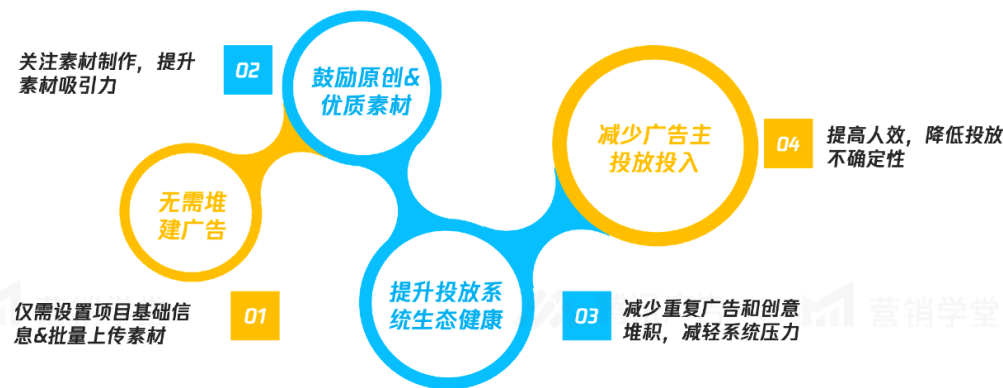 关注素材制作，提升
素材吸引力
02
鼓励原创&
优质素材
减少广告主
投放投入
04
提高人效，降低投放
不确定性
无需堆
建广告
仅需设置项目基础信
息&批量上传素材
01
提升投放系
统生态健康
03
减少重复广告和创意
堆积，减轻系统压力
营销学堂